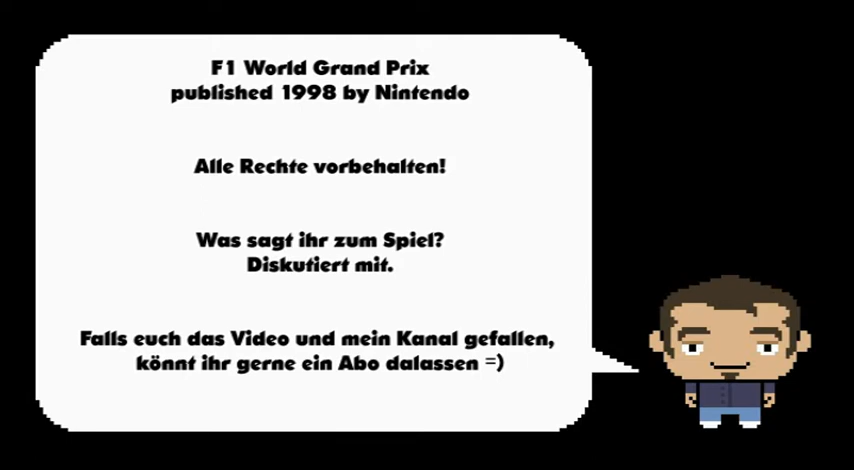 F1 World Grand Prix
published 1998 by Nintendo
Alle Rechte vorbehalten!
Was sagt ihr zum Spiel?
Diskutiert mit.
Falls euch das Video und mein Kanal gefallen,
könnt ihr gerne ein Abo dalassen =)